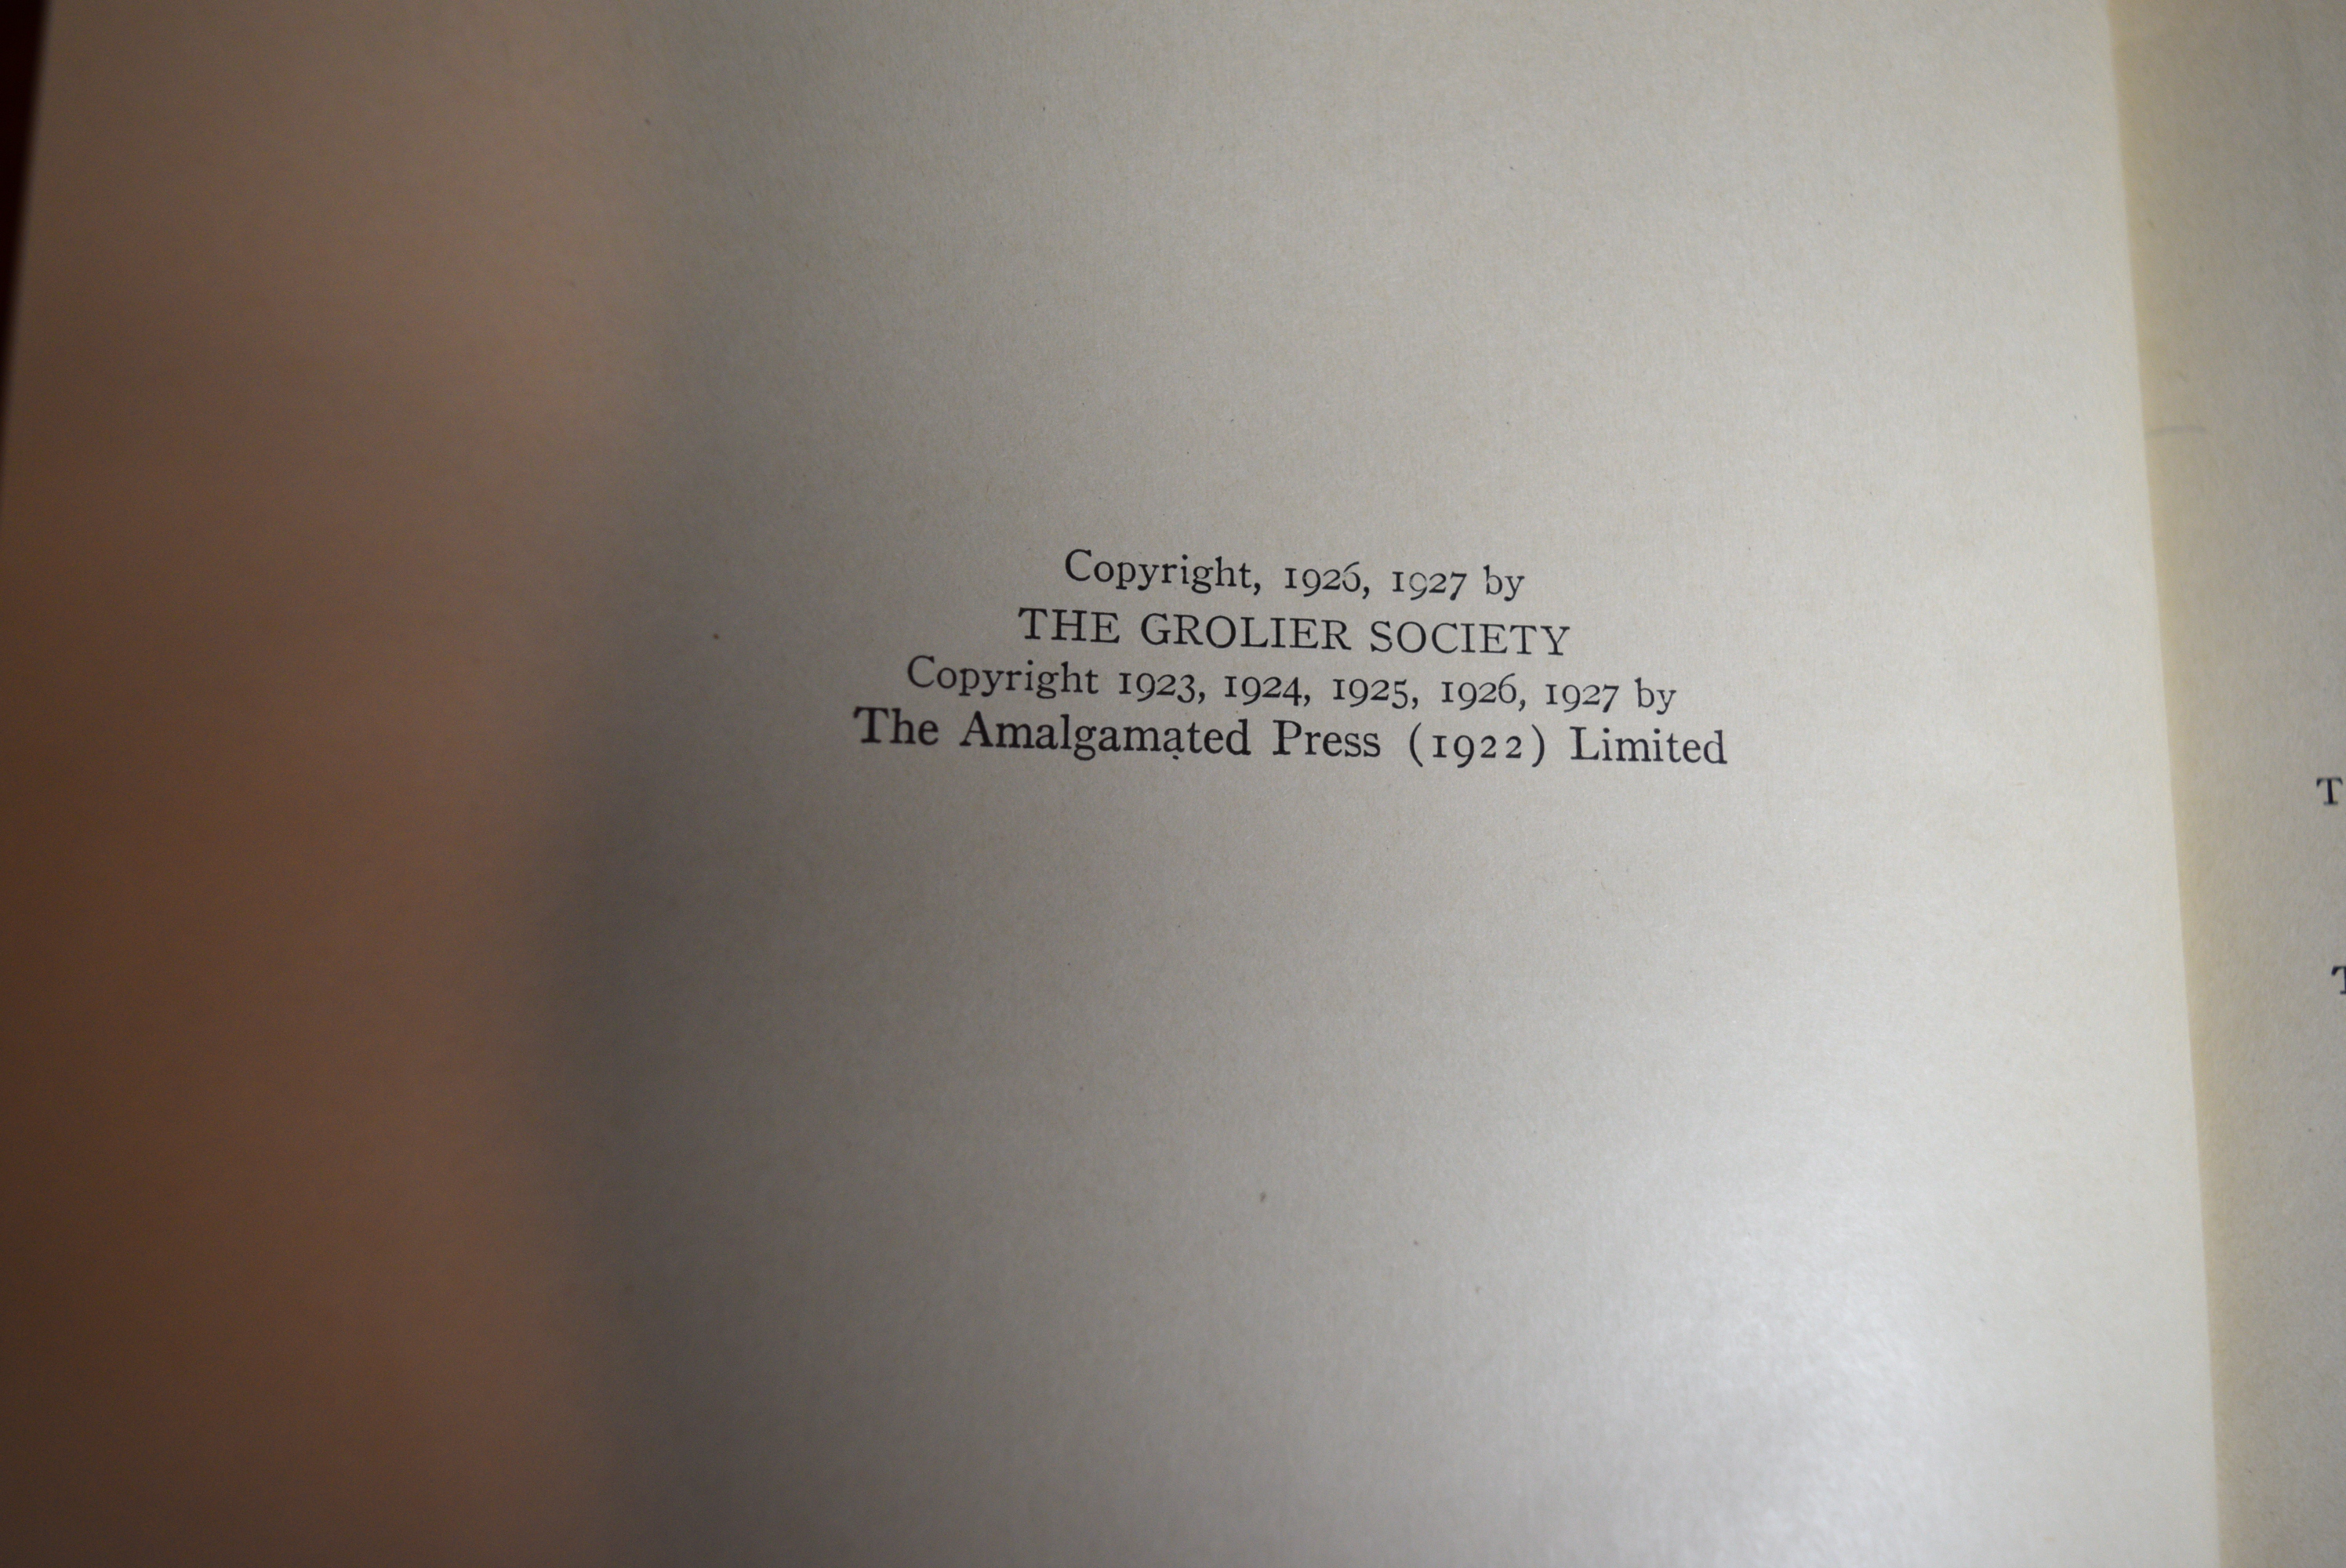 Copyright, 1926, 1927 by
THE GROLIER SOCIETY
Copyright 1923, 1924, 1925, 1926, 1927 by
The Amalgamated Press (1922) Limited
T
T